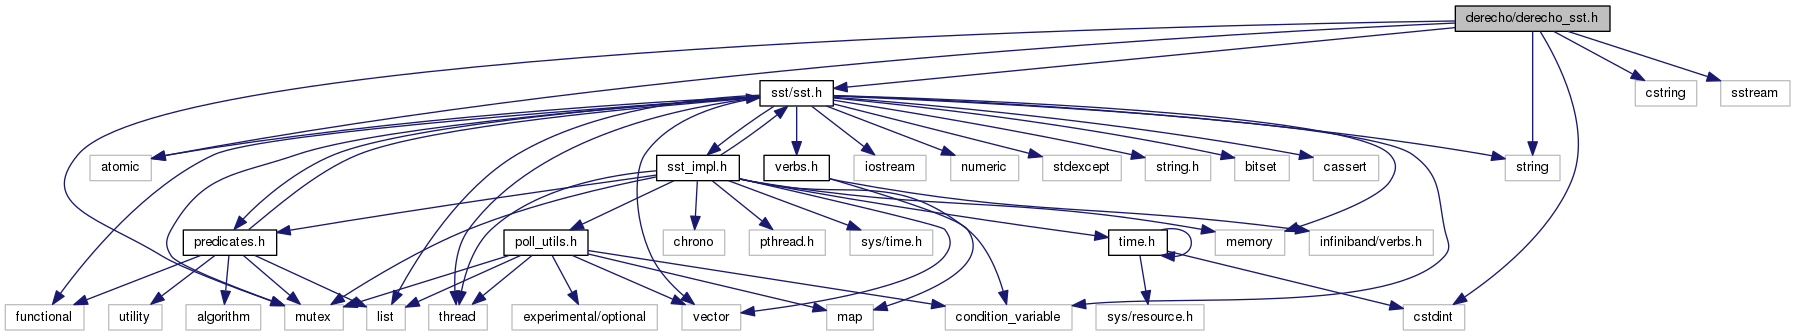 derecho/derecho_sst.h
sst/sst.h
cstring
sstream
atomic
sst_impl.h
verbs.h
iostream
numeric
stdexcept
string.h
bitset
cassert
string
predicates.h
poll_utils.h
chrono
pthread.h
sys/time.h
time.h
memory
infiniband/verbs.h
functional
utility
algorithm
mutex
list
thread
experimental/optional
vector
map
condition_variable
sys/resource.h
cstdint